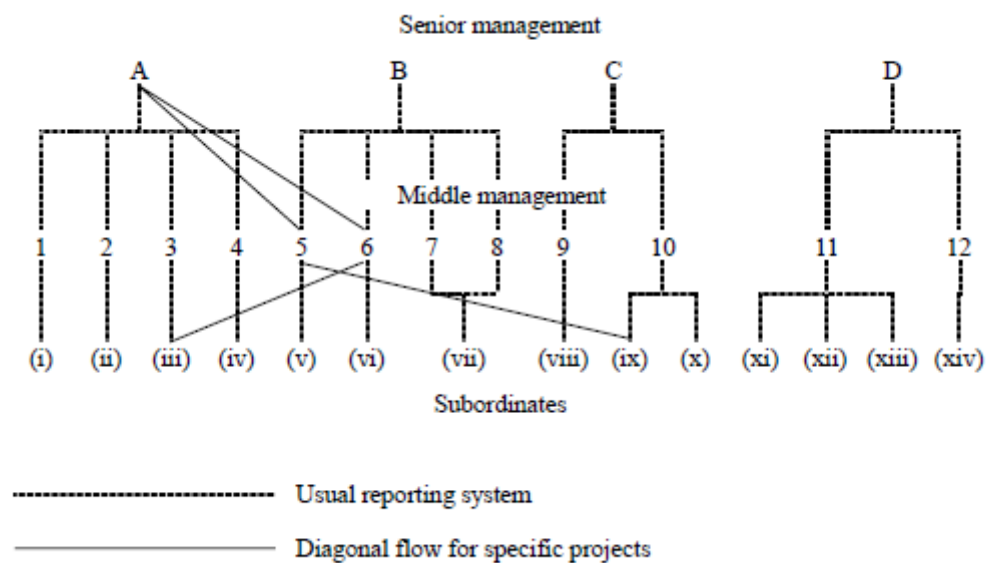 Senior management
A B C D
Middle management
1 2 3 4 5 6 7 8 9 10 11 12
(i) (ii) (iii) (iv) (v) (vi) (vii) (viii) (ix) (x) (xi) (xii) (xiii) (xiv)
Subordinates
Usual reporting system
Diagonal flow for specific projects